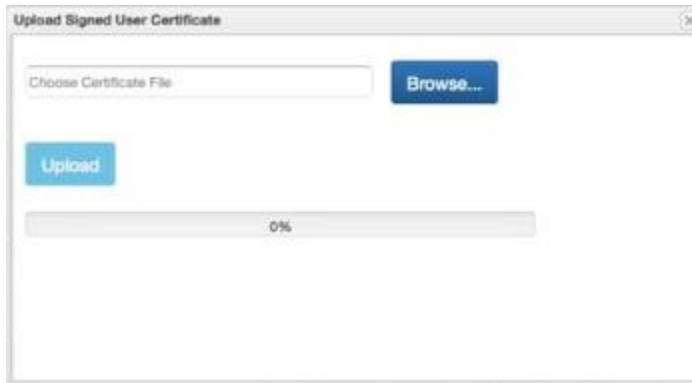 Upload Signed User Certificate
Choose Certificate File
Browse...
Upload
0%